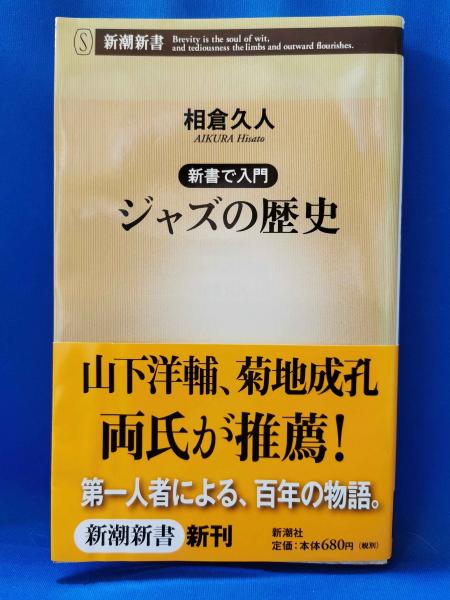 S 新潮新書
Brevity is the soul of wit,
and tediousness the limbs and outward flourishes.
相倉久人
AIKURA Hisato
新書で入門
ジャズの歴史
山下洋輔、菊地成孔
両氏が推薦!
第一人者による、百年の物語。
新潮新書 新刊
新潮社
定価:本体680円(税別)